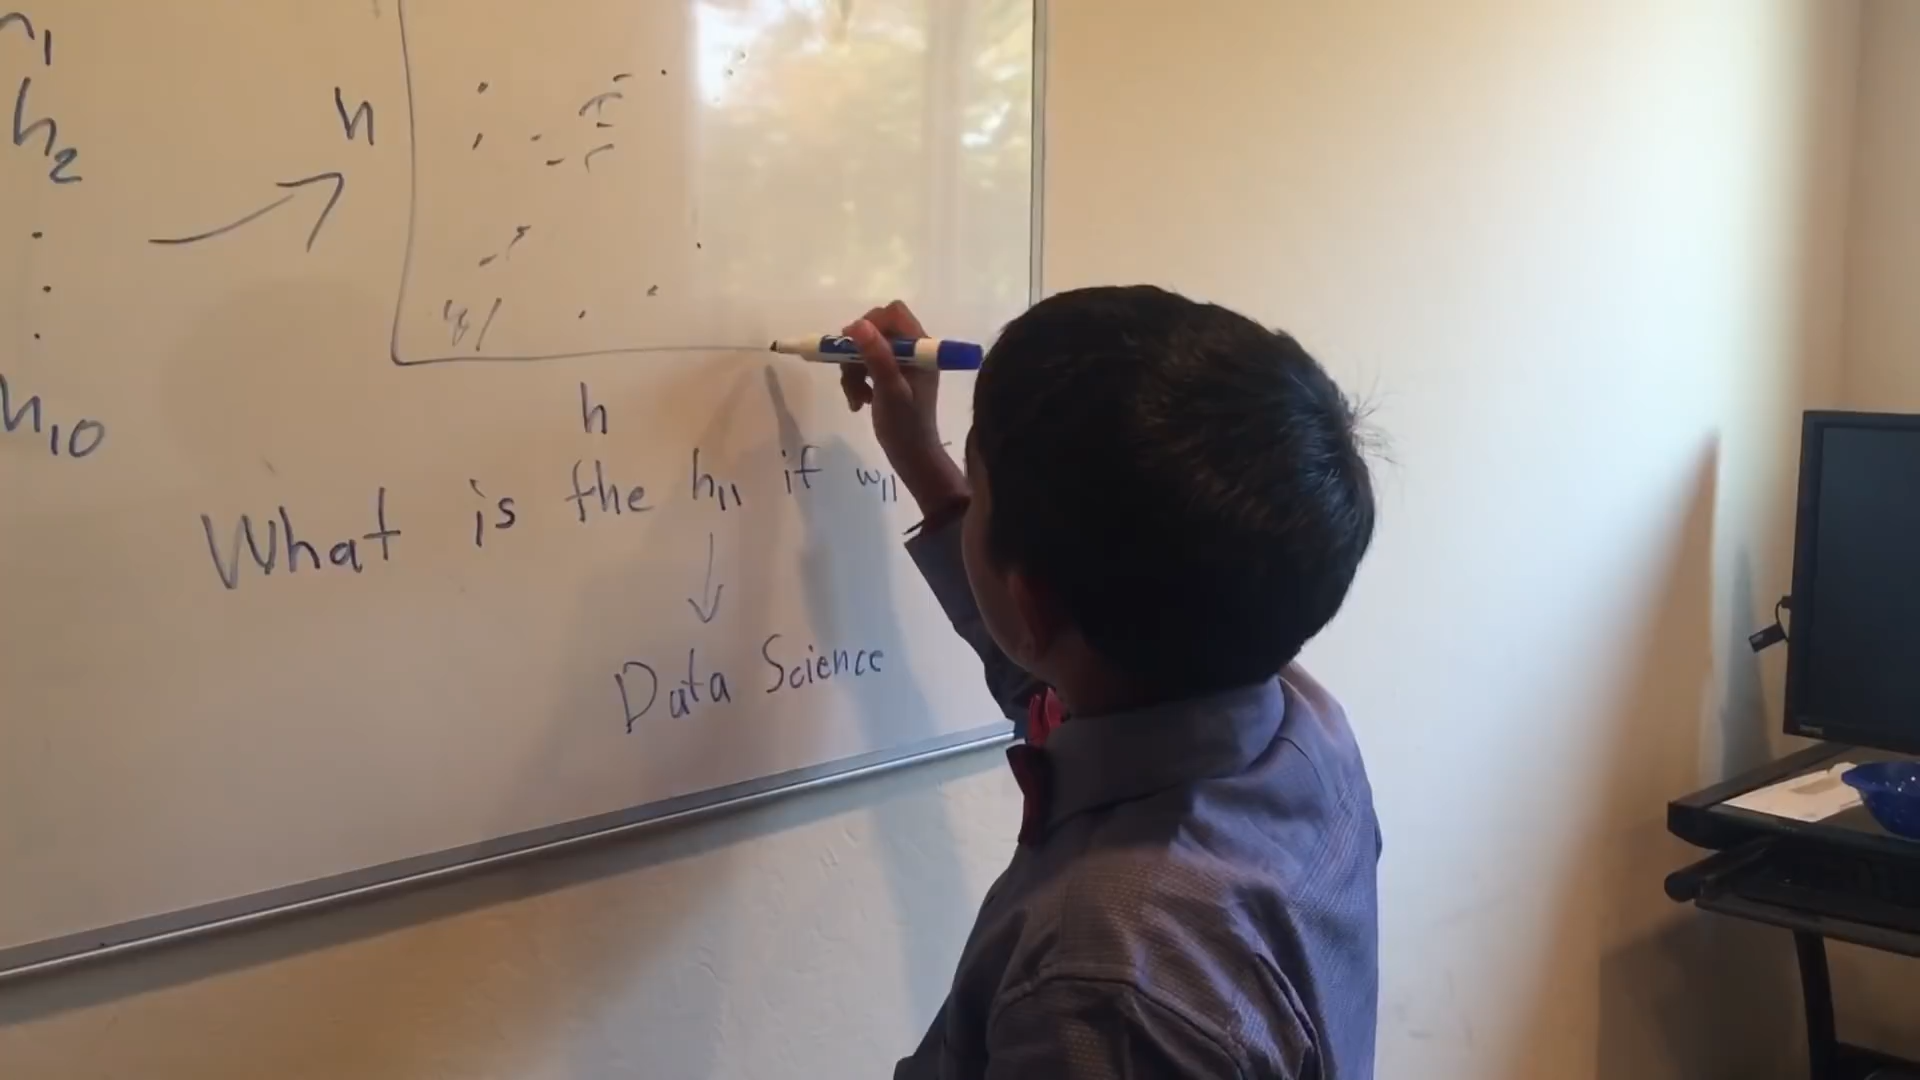 h1
h2
h10
h
h
What is the h11 if w11
Data Science